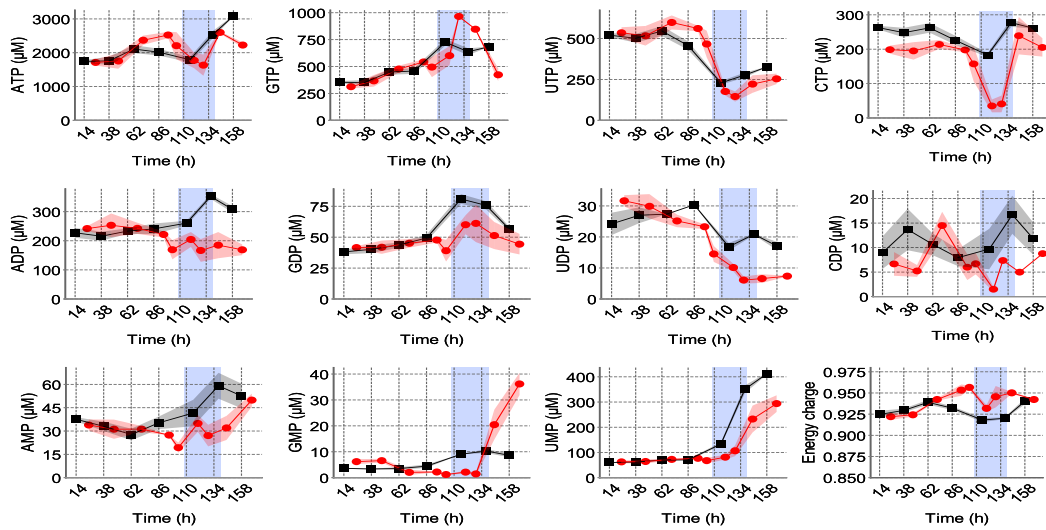 ATP (µM)
3000
2000
1000
0
14 38 62 86 110 134 158
Time (h)
GTP (µM)
1000
750
500
250
0
14 38 62 86 110 134 158
Time (h)
UTP (µM)
500
250
0
14 38 62 86 110 134 158
Time (h)
CTP (µM)
300
200
100
0
14 38 62 86 110 134 158
Time (h)
ADP (µM)
300
200
100
0
14 38 62 86 110 134 158
Time (h)
GDP (µM)
75
50
25
0
14 38 62 86 110 134 158
Time (h)
UDP (µM)
30
20
10
0
14 38 62 86 110 134 158
Time (h)
CDP (µM)
20
15
10
5
0
14 38 62 86 110 134 158
Time (h)
AMP (µM)
60
45
30
15
0
14 38 62 86 110 134 158
Time (h)
GMP (µM)
40
30
20
10
0
14 38 62 86 110 134 158
Time (h)
UMP (µM)
400
300
200
100
0
14 38 62 86 110 134 158
Time (h)
Energy charge
0.975
0.950
0.925
0.900
0.875
0.850
14 38 62 86 110 134 158
Time (h)